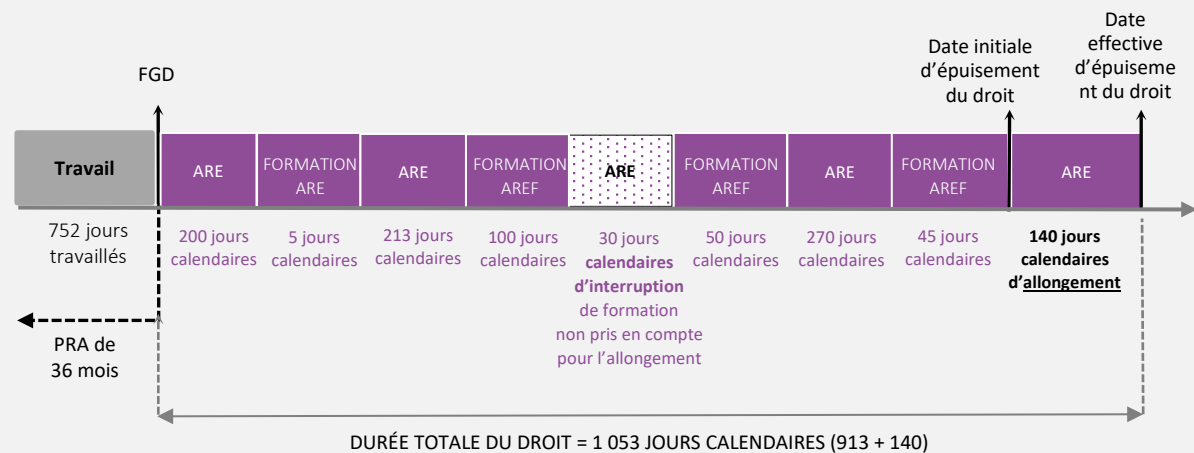 FGD
Date initiale
d’épuisement
du droit
Date
effective
d’épuiseme
nt du droit
Travail
ARE
FORMATION
ARE
ARE
FORMATION
AREF
ARE
FORMATION
AREF
ARE
FORMATION
AREF
ARE
752 jours
travaillés
200 jours
calendaires
5 jours
calendaires
213 jours
calendaires
100 jours
calendaires
30 jours
calendaires
d’interruption
de formation
non pris en compte
pour l’allongement
50 jours
calendaires
270 jours
calendaires
45 jours
calendaires
140 jours
calendaires
d’allongement
PRA de
36 mois
DURÉE TOTALE DU DROIT = 1 053 JOURS CALENDAIRES (913 + 140)